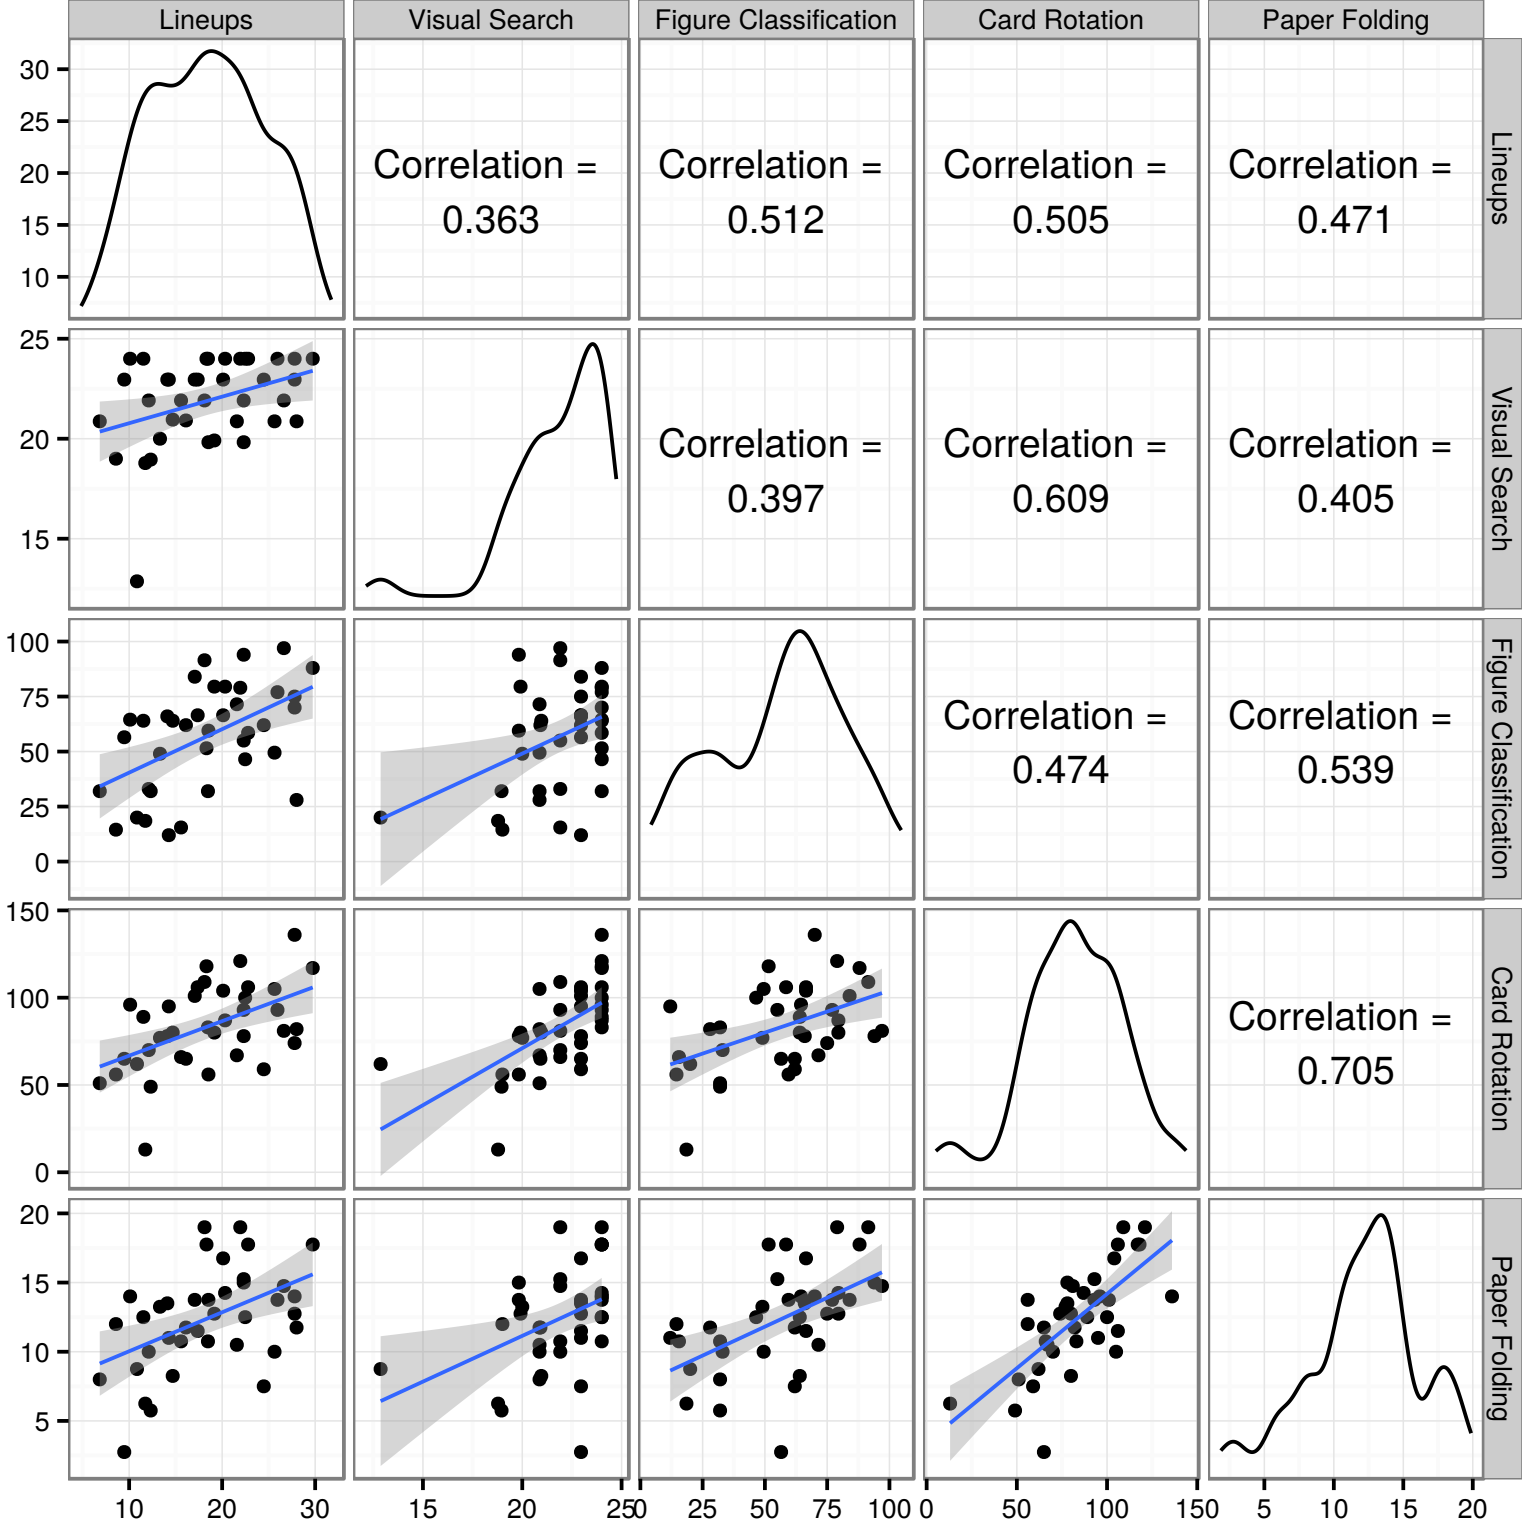 Lineups
Visual Search
Figure Classification
Card Rotation
Paper Folding
30
25
20
15
10
Correlation =
0.363
Correlation =
0.512
Correlation =
0.505
Correlation =
0.471
Lineups
25
20
15
Correlation =
0.397
Correlation =
0.609
Correlation =
0.405
Visual Search
100
75
50
25
0
Correlation =
0.474
Correlation =
0.539
Figure Classification
150
100
50
0
Correlation =
0.705
Card Rotation
20
15
10
5
Paper Folding
10 20 30
15 20 25
0 25 50 75 100
0 50 100 150
5 10 15 20